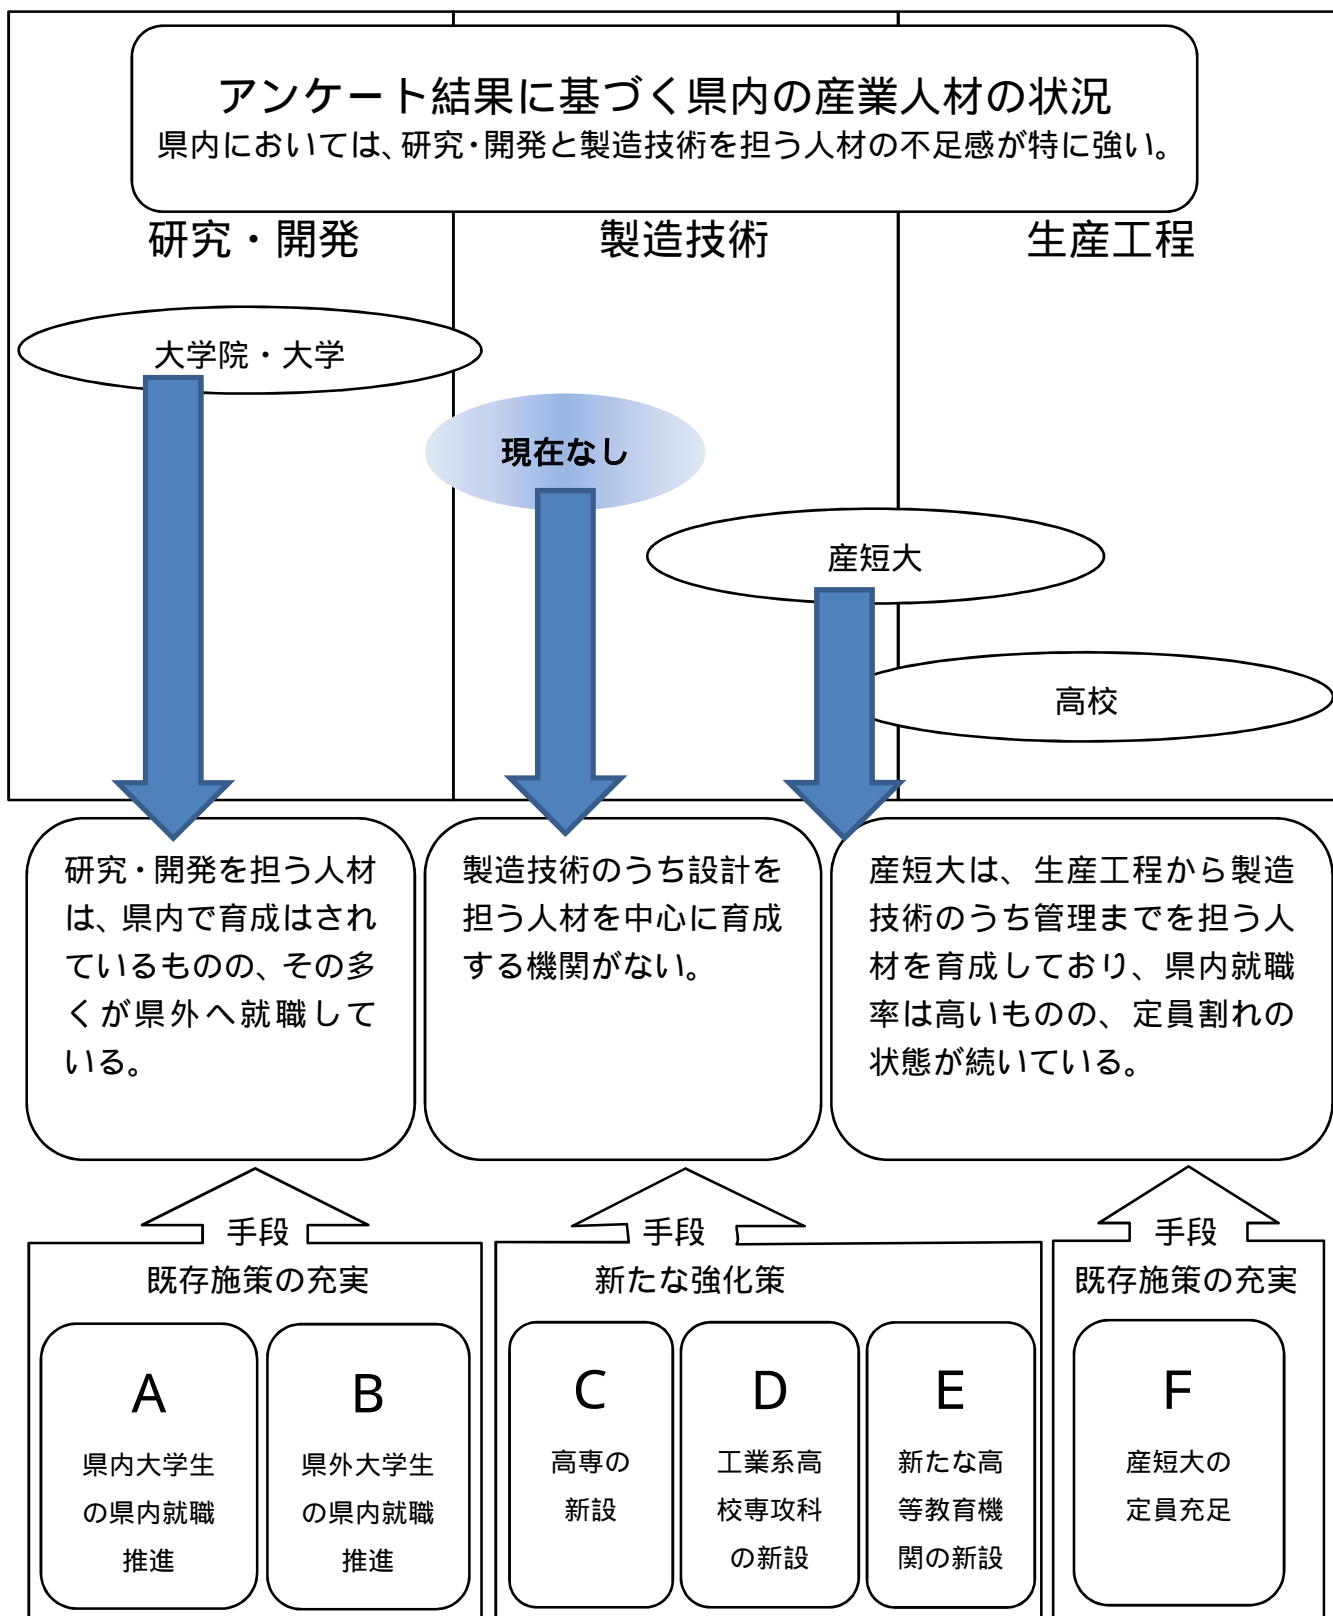 アンケート結果に基づく県内の産業人材の状況
県内においては、研究・開発と製造技術を担う人材の不足感が特に強い。
研究・開発
製造技術
生産工程
大学院・大学
現在なし
産短大
高校
研究・開発を担う人材
は、県内で育成はされ
ているものの、その多
くが県外へ就職して
いる。
製造技術のうち設計を
担う人材を中心に育成
する機関がない。
産短大は、生産工程から製造
技術のうち管理までを担う人
材を育成しており、県内就職
率は高いものの、定員割れの
状態が続いている。
手段
既存施策の充実
A
県内大学生
の県内就職
推進
B
県外大学生
の県内就職
推進
手段
新たな強化策
C
高専の
新設
D
工業系高
校専攻科
の新設
E
新たな高
等教育機
関の新設
手段
既存施策の充実
F
産短大の
定員充足